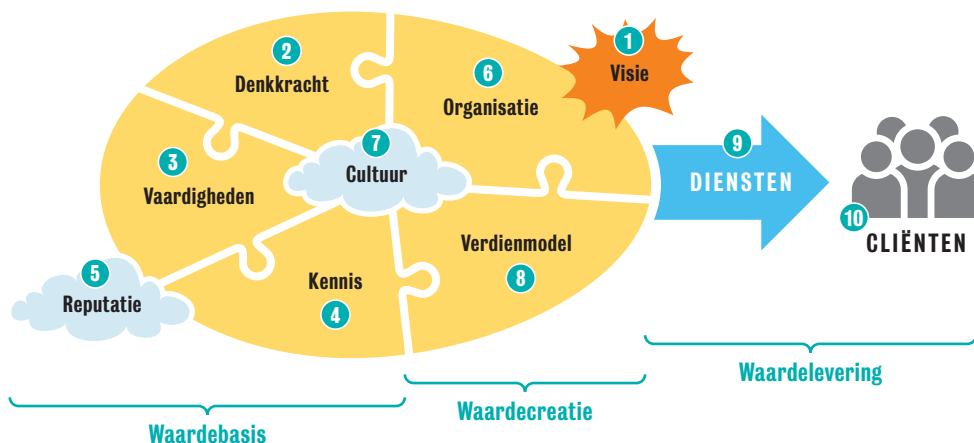 1
Visie
2
Denkkracht
6
Organisatie
3
Vaardigheden
7
Cultuur
9
DIENSTEN
10
CLIËNTEN
5
Reputatie
Kennis
4
Verdienmodel
8
Waardebasis
Waardecreatie
Waardelevering